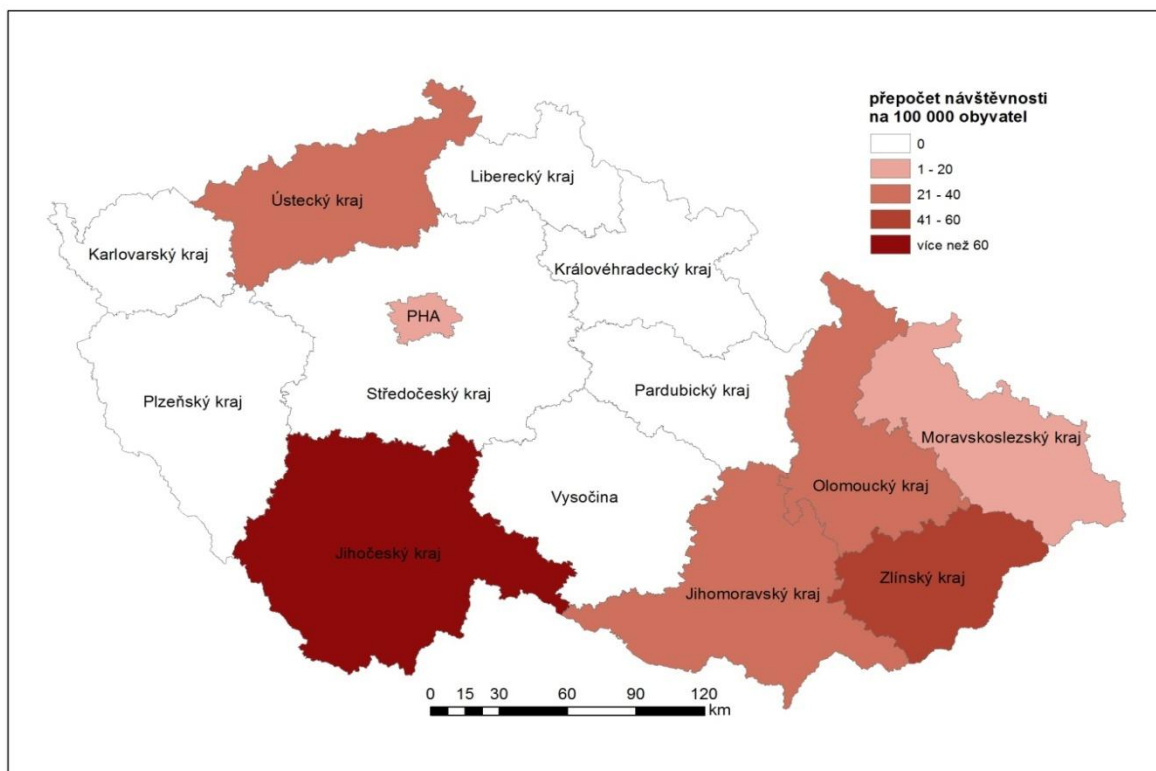 přepočet návštěvnosti
na 100 000 obyvatel
0
1 - 20
21 - 40
41 - 60
více než 60
Liberecký kraj
Ústecký kraj
Karlovarský kraj
Královéhradecký kraj
PHA
Středočeský kraj
Pardubický kraj
Plzeňský kraj
Moravskoslezský kraj
Olomoucký kraj
Vysočina
Jihočeský kraj
Zlínský kraj
Jihomoravský kraj
0 15 30 60 90 120
km